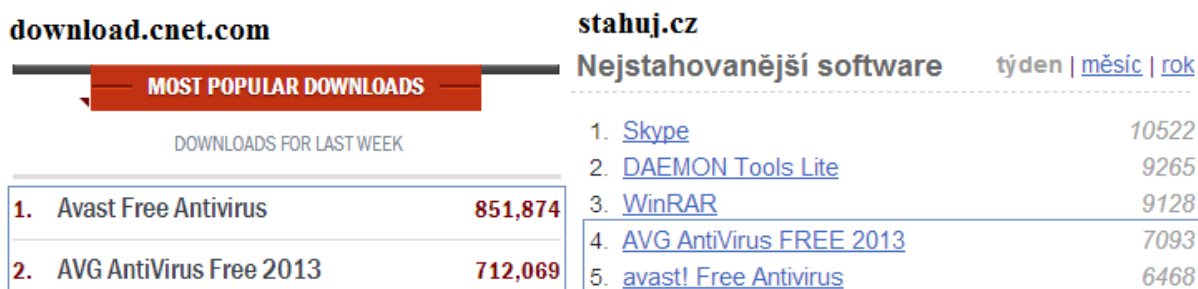 download.cnet.com
MOST POPULAR DOWNLOADS
DOWNLOADS FOR LAST WEEK
1. Avast Free Antivirus 851,874
2. AVG AntiVirus Free 2013 712,069
stahuj.cz
Nejstahovanější software týden | měsíc | rok
1. Skype 10522
2. DAEMON Tools Lite 9265
3. WinRAR 9128
4. AVG AntiVirus FREE 2013 7093
5. avast! Free Antivirus 6468